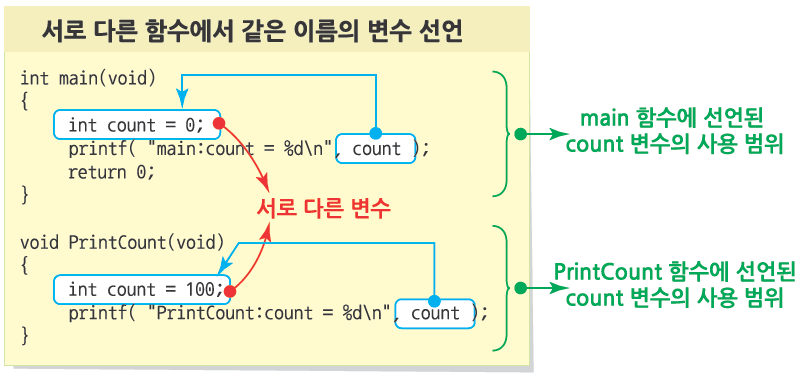 서로 다른 함수에서 같은 이름의 변수 선언
int main(void)
{
int count = 0;
printf( "main:count = %d\n", count );
return 0;
}
main 함수에 선언된
count 변수의 사용 범위
서로 다른 변수
void PrintCount(void)
{
int count = 100;
printf( "PrintCount:count = %d\n", count );
}
PrintCount 함수에 선언된
count 변수의 사용 범위